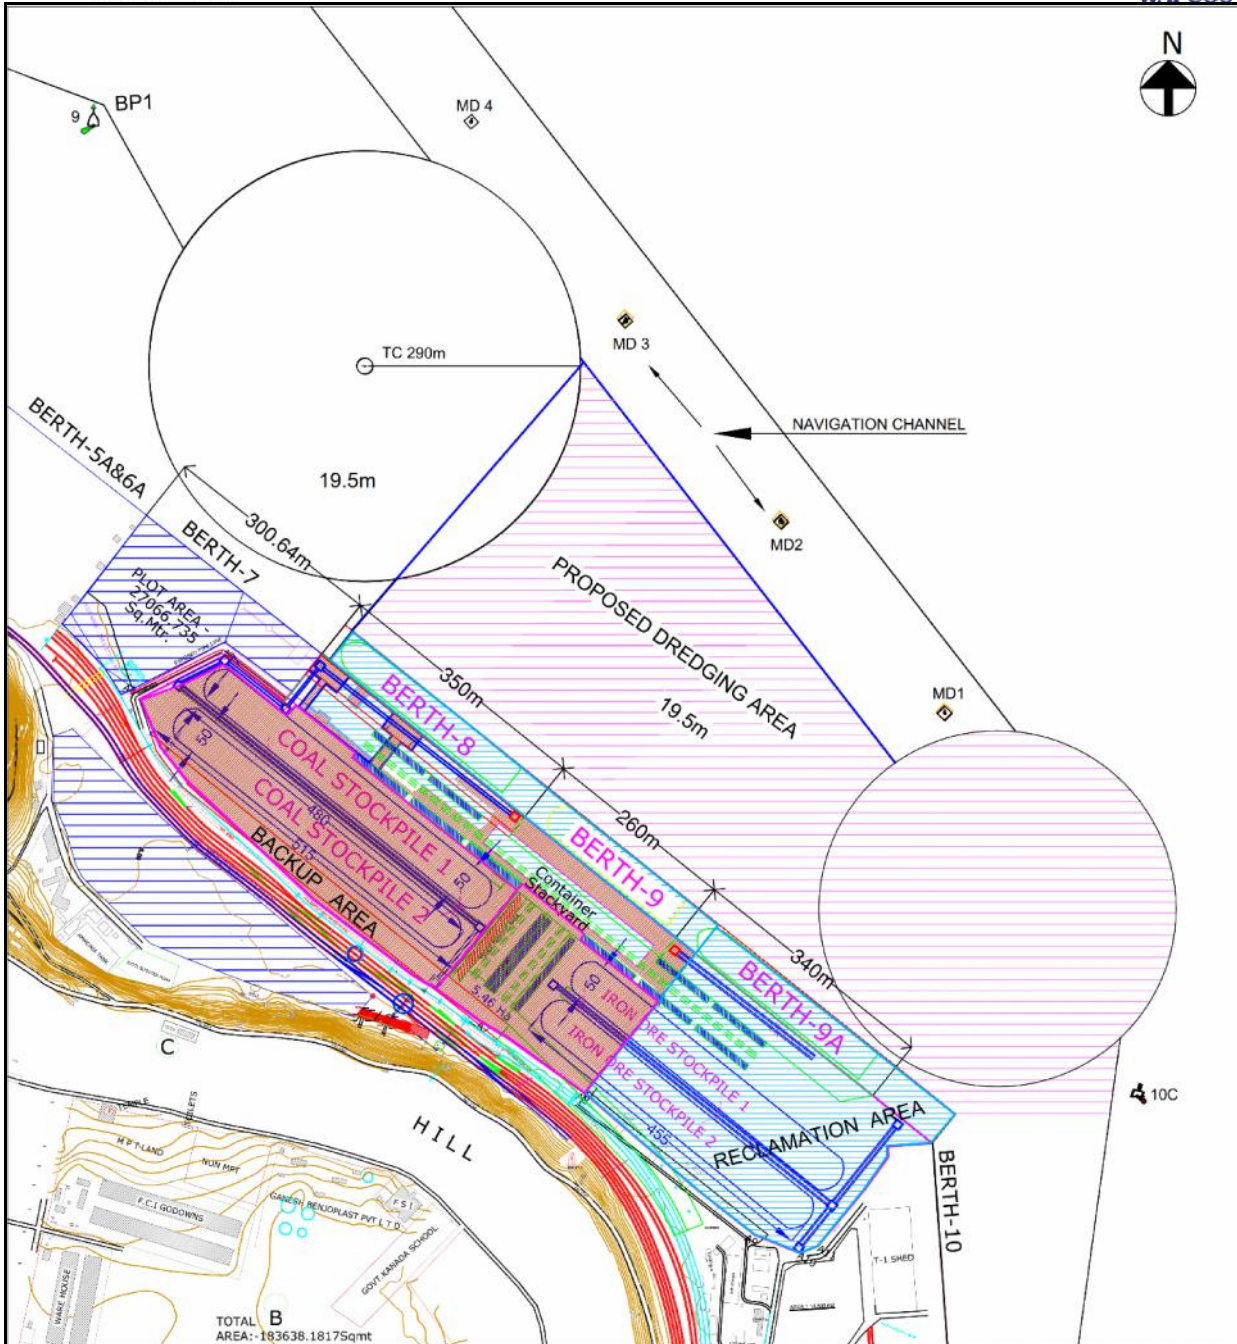 N
MD 4
9
BP1
TC 290m
MD 3
NAVIGATION CHANNEL
BERTH-5A&6A
19.5m
MD2
BERTH-7
300.64m
PROPOSED DREDGING AREA
PLOT AREA -
27066.735
Sq.Mtr.
350m
19.5m
MD1
BERTH-8
COAL STOCKPILE 1
COAL STOCKPILE 2
50
480
515
50
BACKUP AREA
260m
BERTH-9
Container
Stackyard
340m
BERTH-9A
50
5.46 Ha
IRON ORE STOCKPILE 1
IRON ORE STOCKPILE 2
455
RECLAMATION AREA
10C
BERTH-10
C
HILL
TEMPLE
M P T-LAND
NON MPT
F.C.I GODOWNS
GANESH BENJOPLAST PVT L T D
F S I
GOVT.KANADA SCHOOL
WARE HOUSE
T-1 SHED
B
TOTAL
AREA:-183638.1817Sqmt